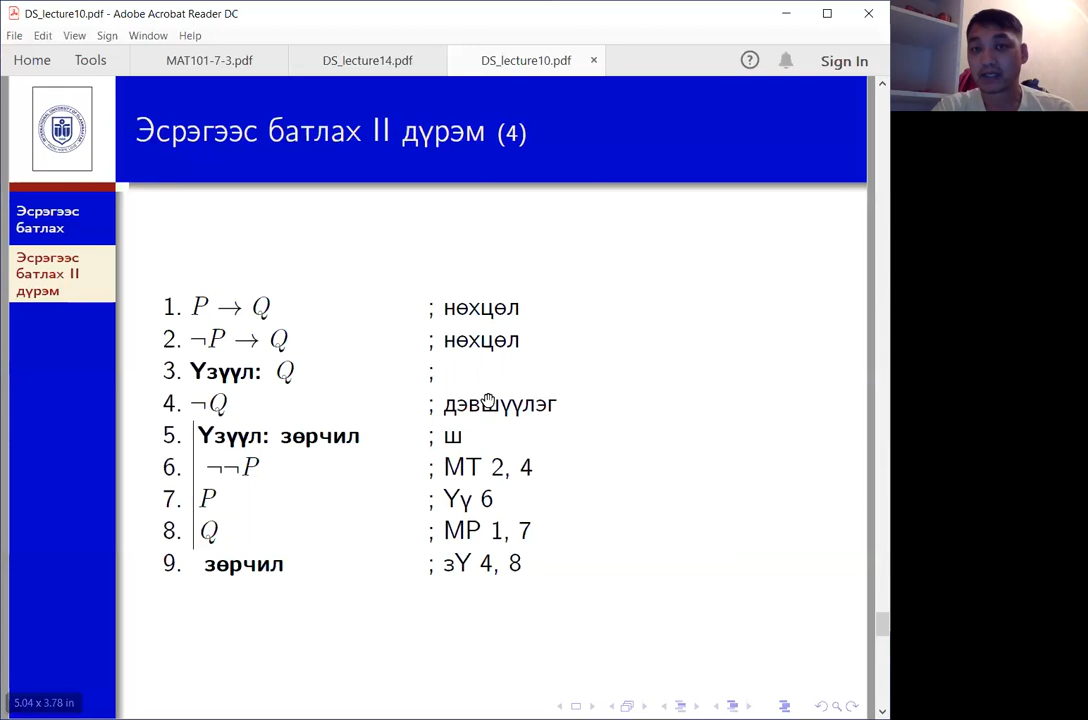 DS_lecture10.pdf - Adobe Acrobat Reader DC
File Edit View Sign Window Help
Home Tools MAT101-7-3.pdf DS_lecture14.pdf DS_lecture10.pdf × ? Sign In
Эсрэгээс батлах II дүрэм (4)
Эсрэгээс
батлах
Эсрэгээс
батлах II
дүрэм
1. P → Q ; нөхцөл
2. ¬P → Q ; нөхцөл
3. Үзүүл: Q ;
4. ¬Q ; дэвшүүлэг
5. Үзүүл: зөрчил ; ш
6. ¬¬P ; МТ 2, 4
7. P ; Үү 6
8. Q ; МР 1, 7
9. зөрчил ; зҮ 4, 8
5.04 x 3.78 in